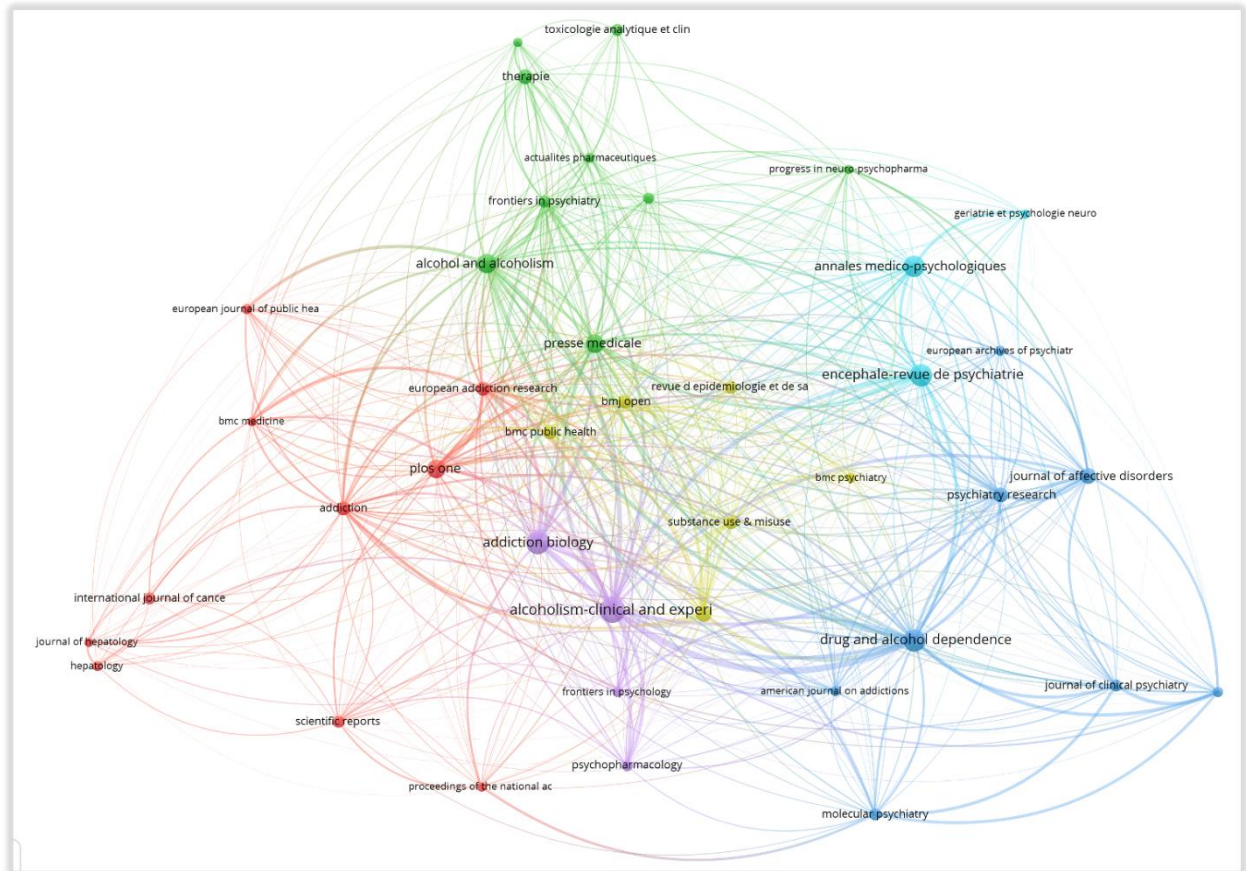 toxicologie analytique et clin
therapie
actualites pharmaceutiques
progress in neuro-psychopharma
frontiers in psychiatry
geriatrie et psychologie neuro
alcohol and alcoholism
annales medico-psychologiques
european journal of public hea
presse medicale
european archives of psychiatr
encephale-revue de psychiatrie
european addiction research
revue d epidemiologie et de sa
bmj open
bmc medicine
bmc public health
plos one
journal of affective disorders
bmc psychiatry
psychiatry research
addiction
substance use & misuse
addiction biology
international journal of cance
alcoholism-clinical and experi
drug and alcohol dependence
journal of hepatology
hepatology
journal of clinical psychiatry
frontiers in psychology
american journal on addictions
scientific reports
psychopharmacology
proceedings of the national ac
molecular psychiatry